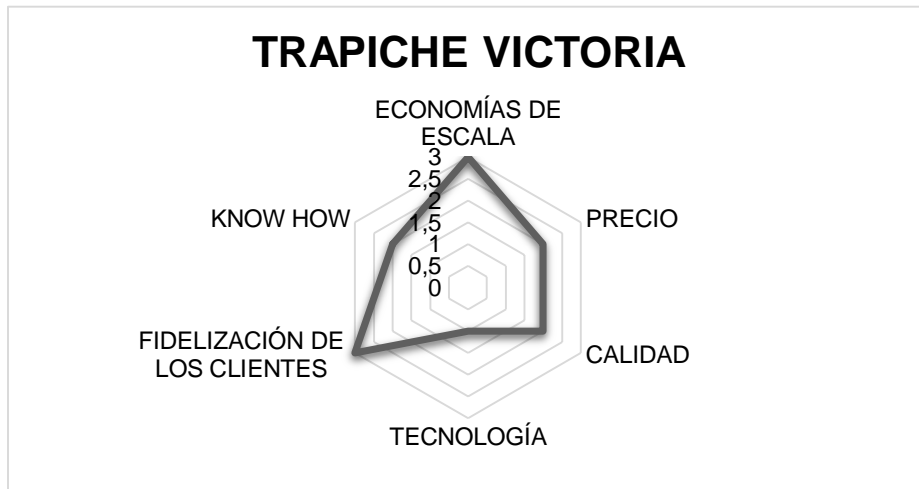 TRAPICHE VICTORIA
ECONOMÍAS DE
ESCALA
3
2,5
2
1,5
1
0,5
0
PRECIO
CALIDAD
TECNOLOGÍA
FIDELIZACIÓN DE
LOS CLIENTES
KNOW HOW